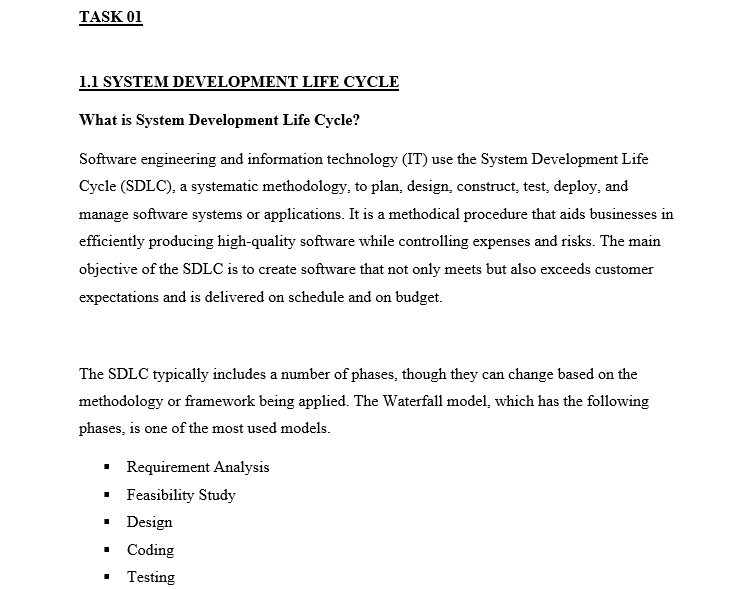 TASK 01
1.1 SYSTEM DEVELOPMENT LIFE CYCLE
What is System Development Life Cycle?
Software engineering and information technology (IT) use the System Development Life
Cycle (SDLC), a systematic methodology, to plan, design, construct, test, deploy, and
manage software systems or applications. It is a methodical procedure that aids businesses in
efficiently producing high-quality software while controlling expenses and risks. The main
objective of the SDLC is to create software that not only meets but also exceeds customer
expectations and is delivered on schedule and on budget.
The SDLC typically includes a number of phases, though they can change based on the
methodology or framework being applied. The Waterfall model, which has the following
phases, is one of the most used models.
▪ Requirement Analysis
▪ Feasibility Study
▪ Design
▪ Coding
▪ Testing